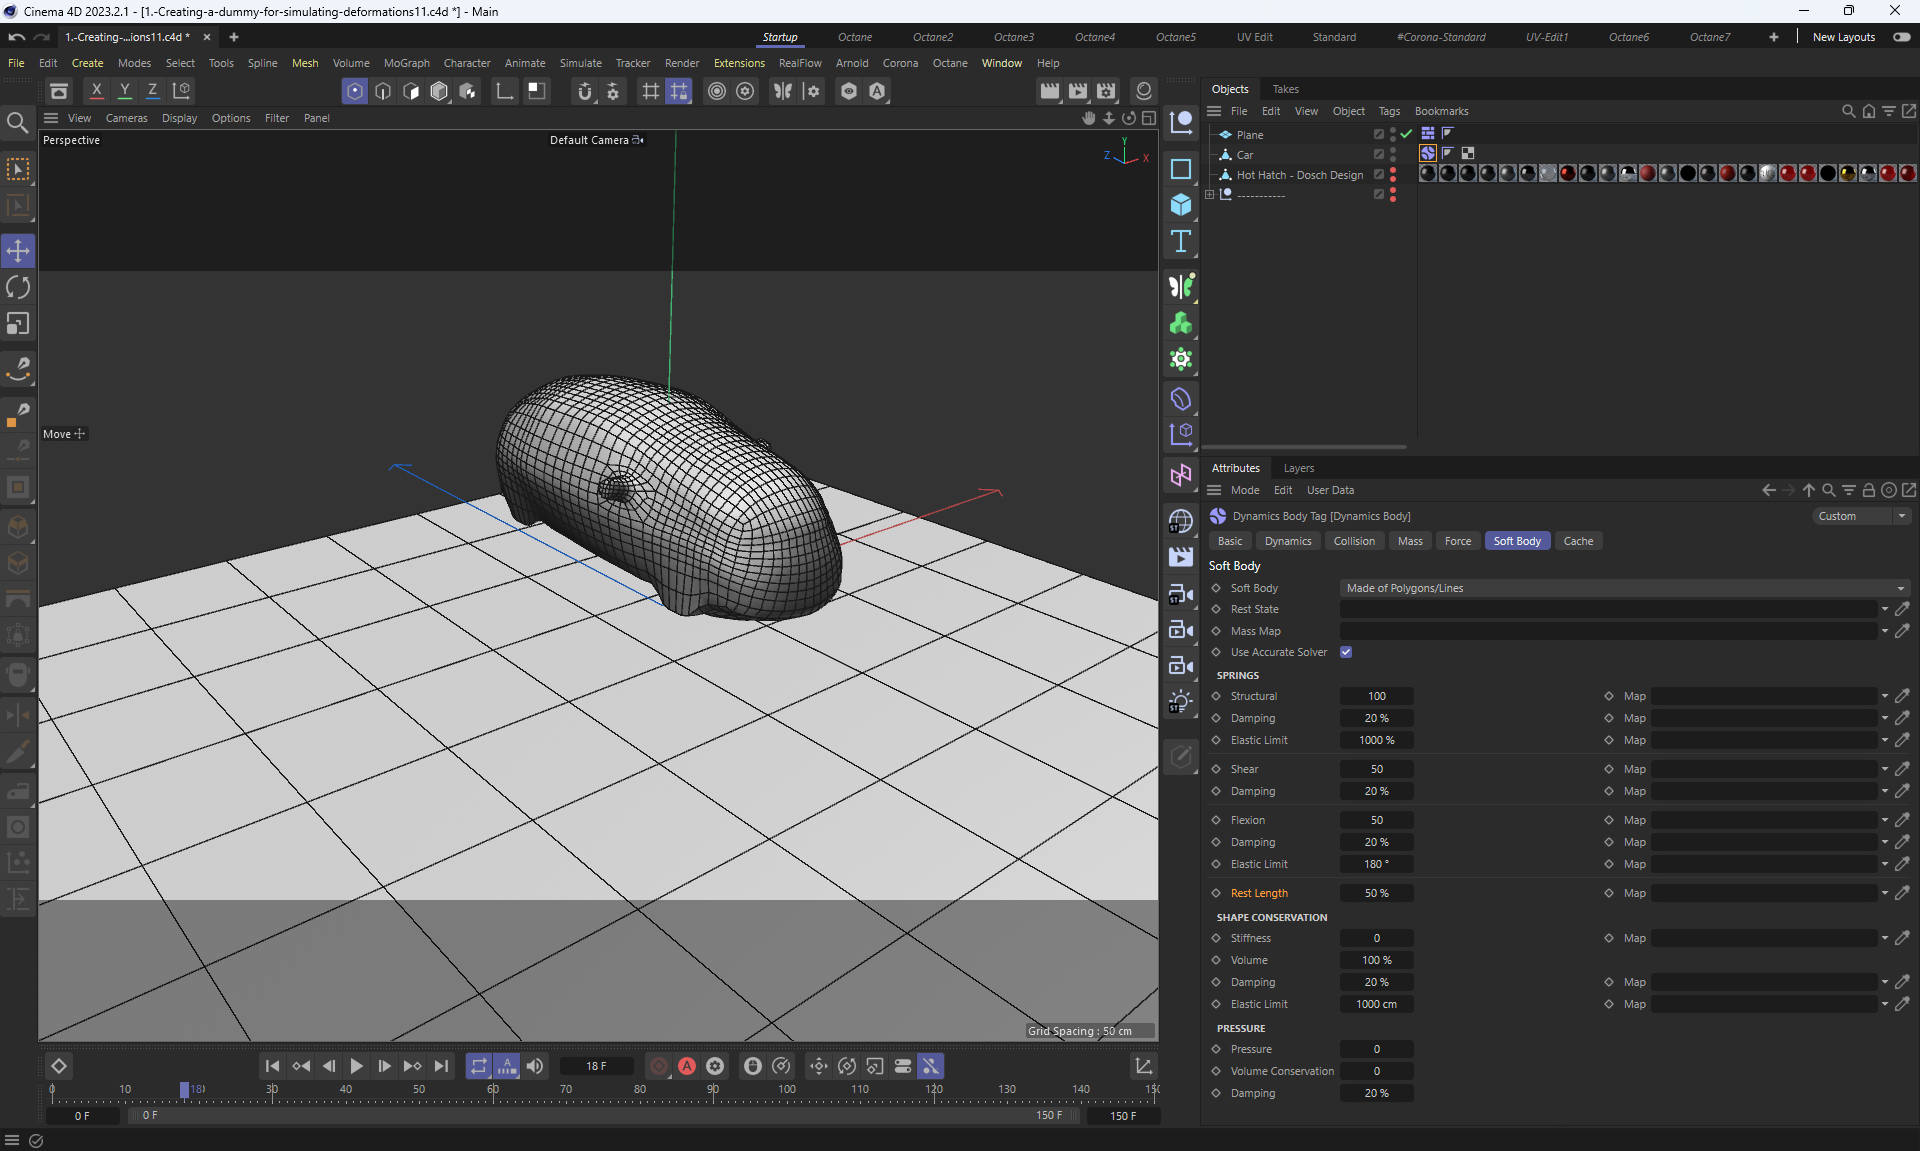 Cinema 4D 2023.2.1 - [1.-Creating-a-dummy-for-simulating-deformations11.c4d *] - Main
1.-Creating-...ions11.c4d *
Startup Octane Octane2 Octane3 Octane4 Octane5 UV Edit Standard #Corona-Standard UV-Edit1 Octane6 Octane7 New Layouts
File Edit Create Modes Select Tools Spline Mesh Volume MoGraph Character Animate Simulate Tracker Render Extensions RealFlow Arnold Corona Octane Window Help
X Y Z
View Cameras Display Options Filter Panel
Perspective
Default Camera
Y
Z X
Move
Grid Spacing : 50 cm
Objects Takes
File Edit View Object Tags Bookmarks
Plane
Car
Hot Hatch - Dosch Design
-----------
Attributes Layers
Mode Edit User Data
Dynamics Body Tag [Dynamics Body]
Custom
Basic Dynamics Collision Mass Force Soft Body Cache
Soft Body
Soft Body Made of Polygons/Lines
Rest State
Mass Map
Use Accurate Solver
SPRINGS
Structural 100 Map
Damping 20 % Map
Elastic Limit 1000 % Map
Shear 50 Map
Damping 20 % Map
Flexion 50 Map
Damping 20 % Map
Elastic Limit 180 ° Map
Rest Length 50 % Map
SHAPE CONSERVATION
Stiffness 0 Map
Volume 100 %
Damping 20 % Map
Elastic Limit 1000 cm Map
PRESSURE
Pressure 0
Volume Conservation 0
Damping 20 %
18 F
0 10 18 30 40 50 60 70 80 90 100 110 120 130 140
0 F 0 F 150 F 150 F